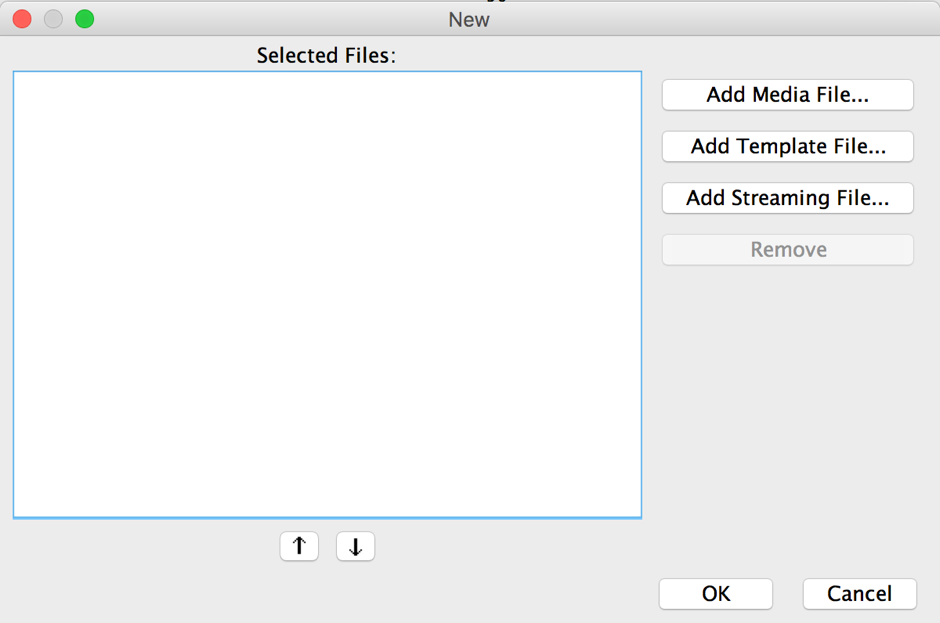 New
Selected Files:
Add Media File...
Add Template File...
Add Streaming File...
Remove
↑ ↓
OK Cancel